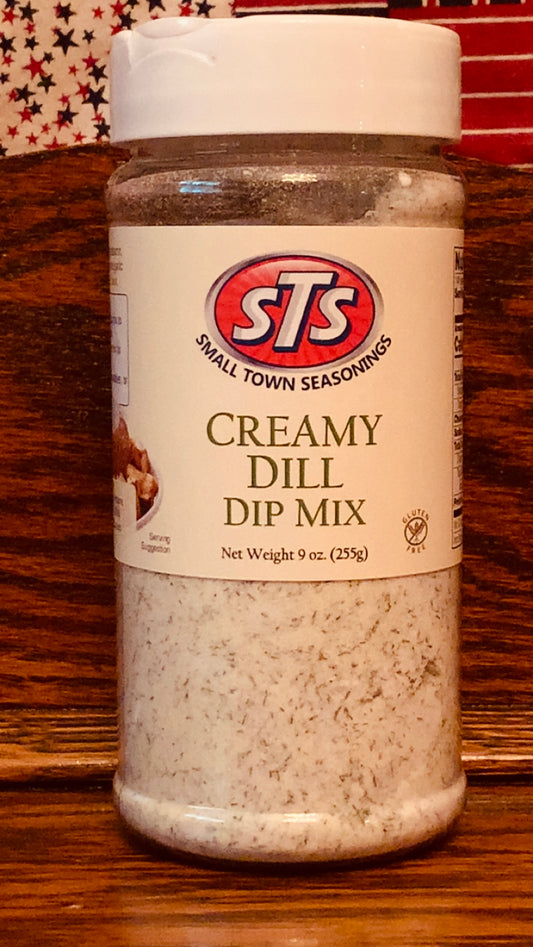 STS
SMALL TOWN SEASONINGS
CREAMY
DILL
DIP MIX
Net Weight 9 oz. (255g)
GLUTEN
FREE
Serving
Suggestion